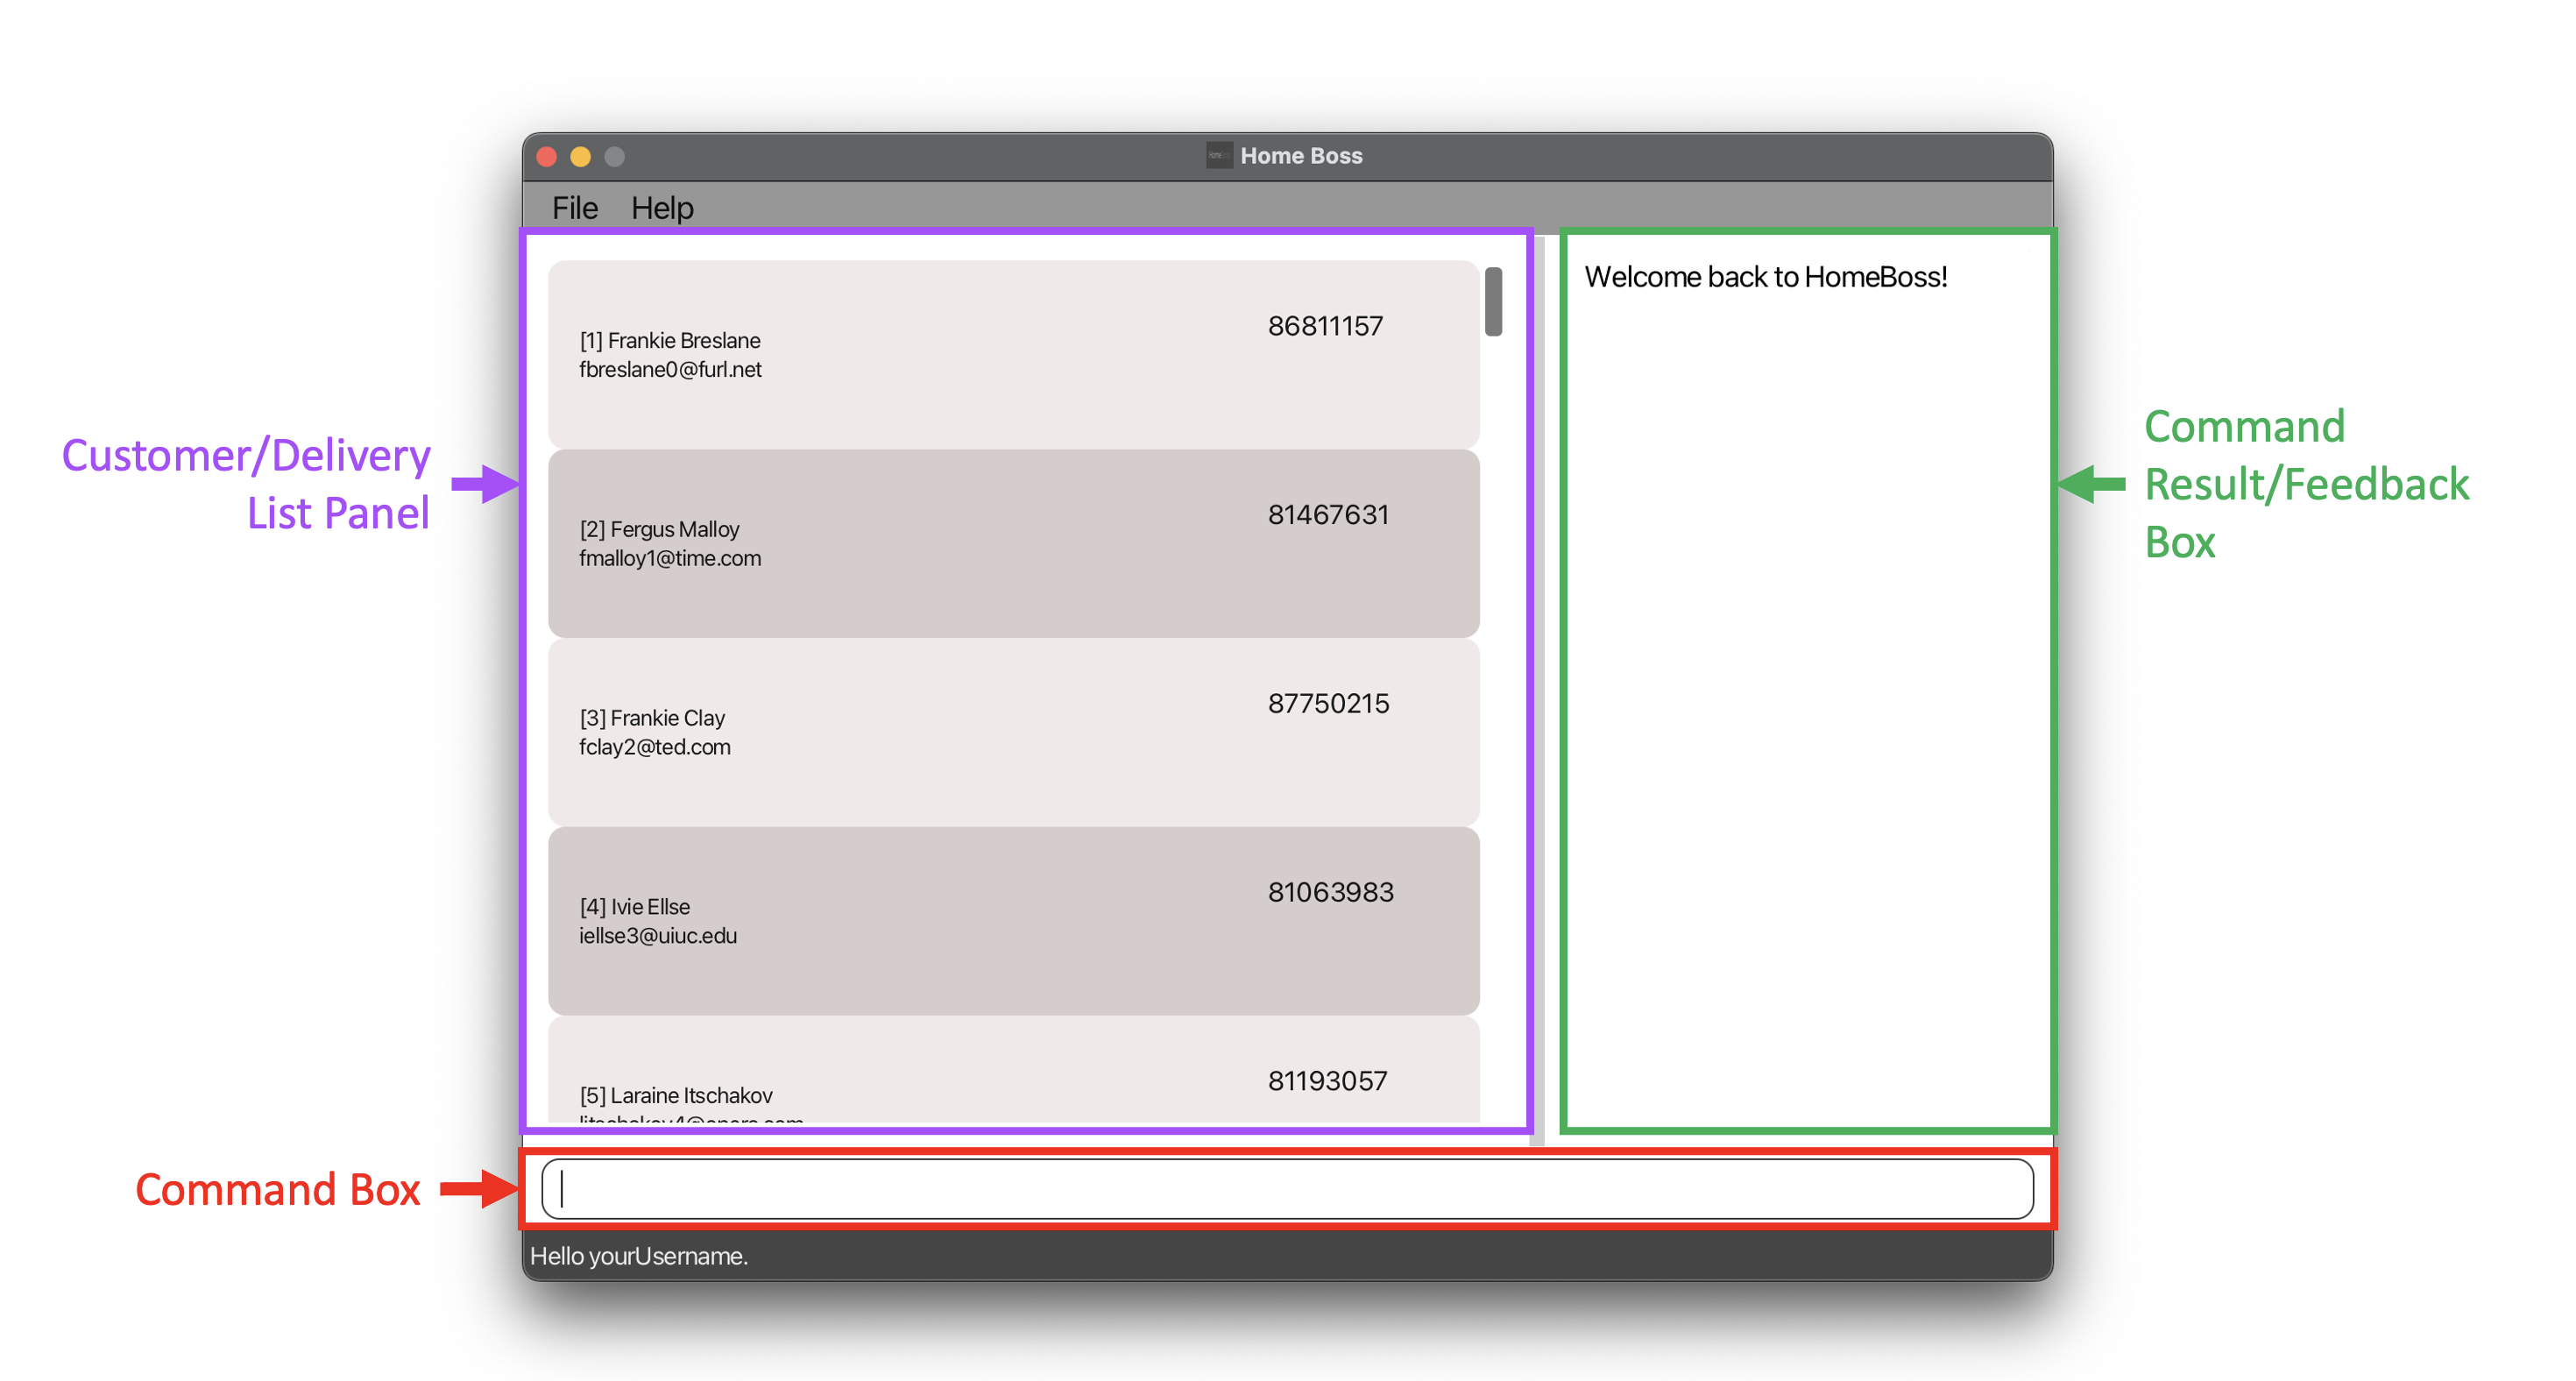 Home Boss
File Help
[1] Frankie Breslane
fbreslane0@furl.net
86811157
[2] Fergus Malloy
fmalloy1@time.com
81467631
[3] Frankie Clay
fclay2@ted.com
87750215
[4] Ivie Ellse
iellse3@uiuc.edu
81063983
[5] Laraine Itschakov
81193057
Welcome back to HomeBoss!
Customer/Delivery
List Panel
Command
Result/Feedback
Box
Command Box
Hello yourUsername.